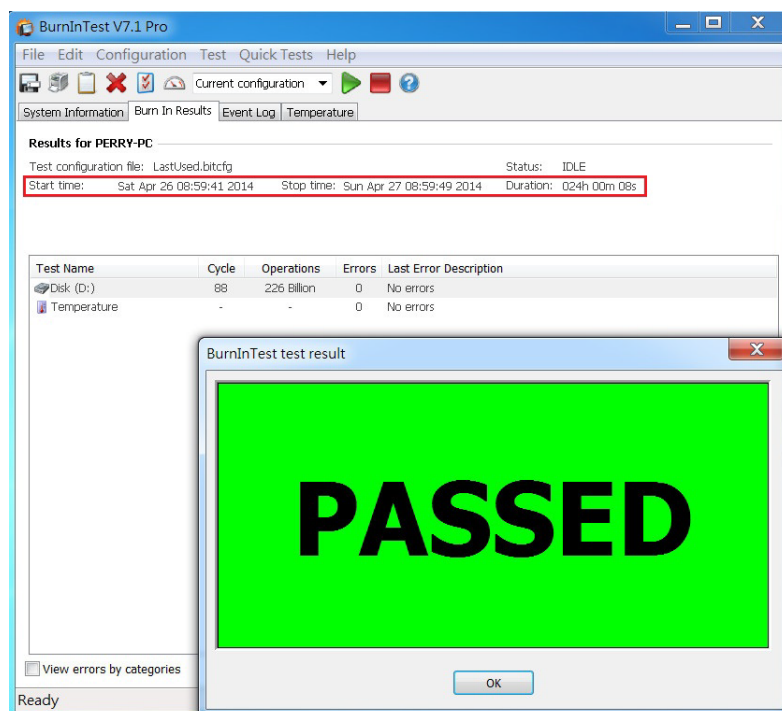 BurnInTest V7.1 Pro
File Edit Configuration Test Quick Tests Help
Current configuration
System Information Burn In Results Event Log Temperature
Results for PERRY-PC
Test configuration file: LastUsed.bitcfg Status: IDLE
Start time: Sat Apr 26 08:59:41 2014 Stop time: Sun Apr 27 08:59:49 2014 Duration: 024h 00m 08s
Test Name Cycle Operations Errors Last Error Description
Disk (D:) 88 226 Billion 0 No errors
Temperature - - 0 No errors
BurnInTest test result
PASSED
OK
View errors by categories
Ready